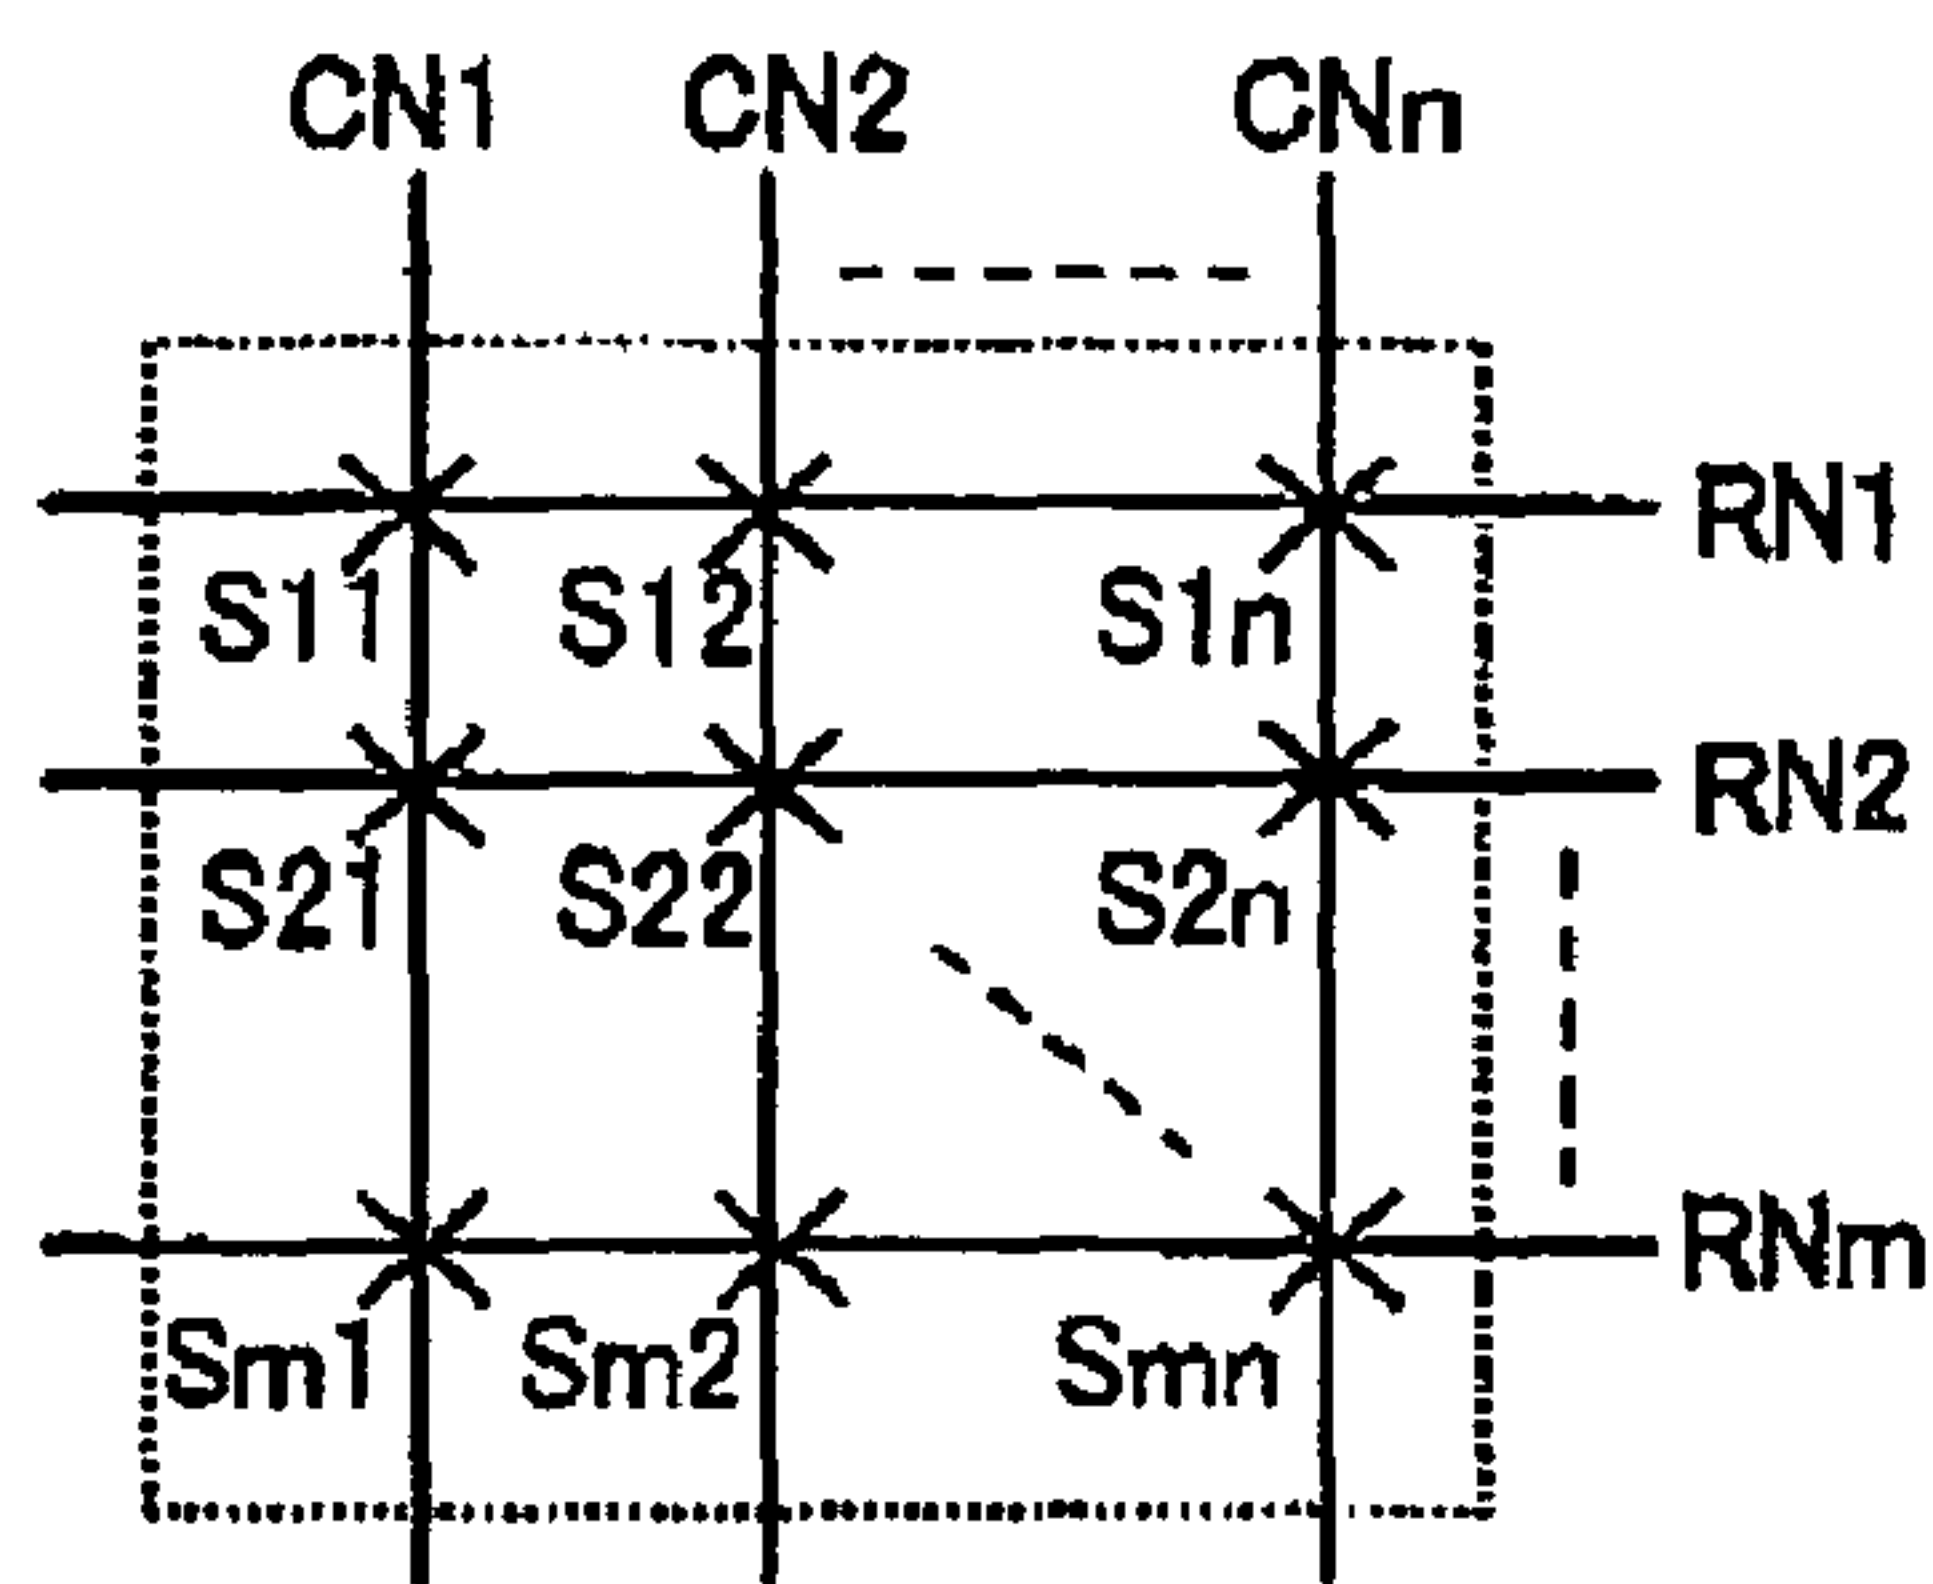 CN1 CN2 CNn
RN1
S11 S12 S1n
RN2
S21 S22 S2n
RNm
Sm1 Sm2 Smn